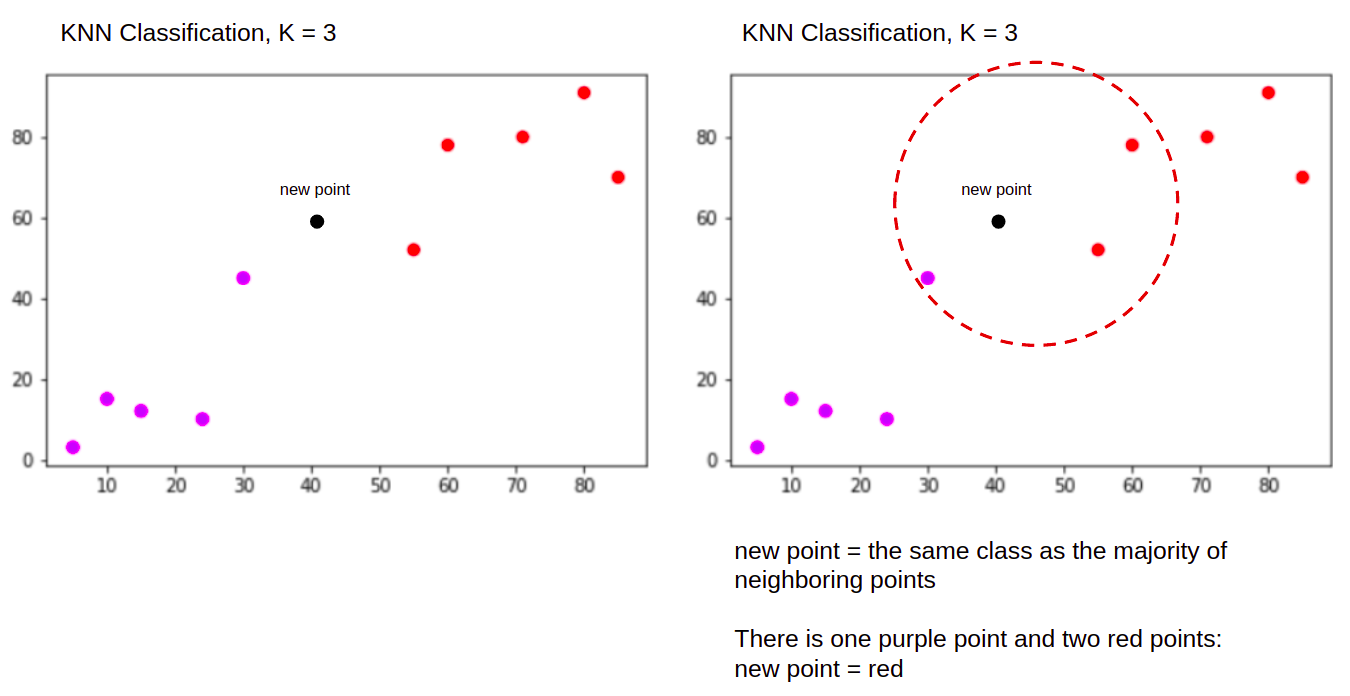 KNN Classification, K = 3
80
60
40
20
0
10 20 30 40 50 60 70 80
new point
KNN Classification, K = 3
80
60
40
20
0
10 20 30 40 50 60 70 80
new point
new point = the same class as the majority of
neighboring points
There is one purple point and two red points:
new point = red